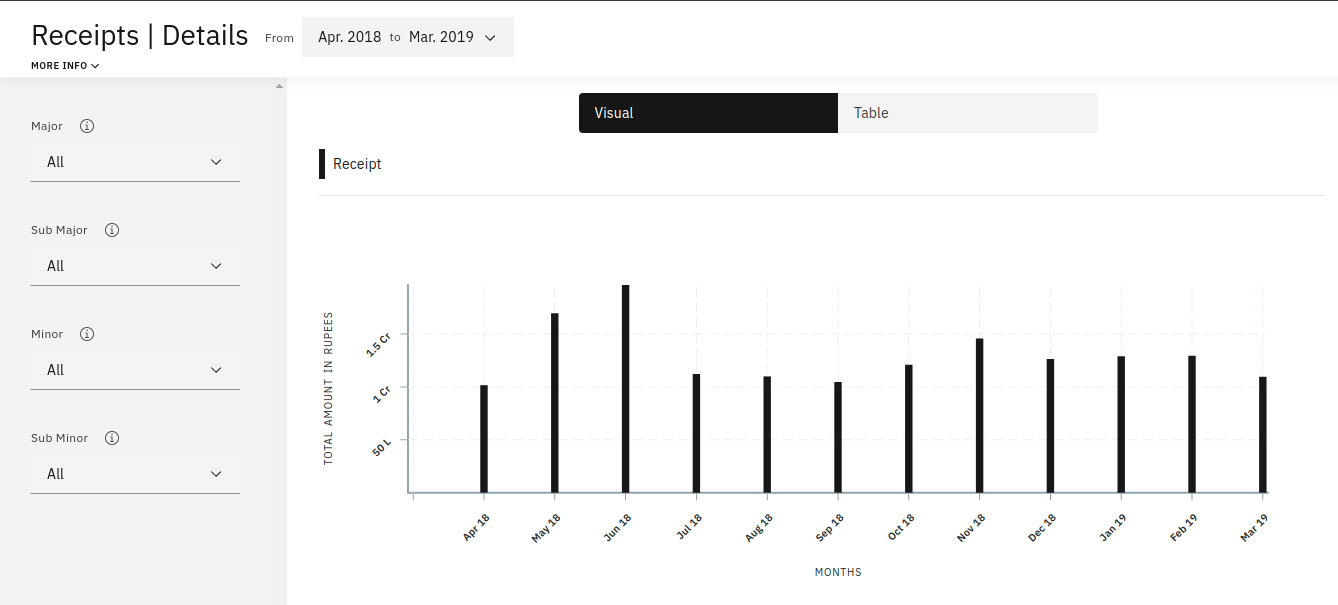 Receipts | Details From Apr. 2018 to Mar. 2019
MORE INFO
Visual Table
Major
All
Sub Major
All
Minor
All
Sub Minor
All
Receipt
TOTAL AMOUNT IN RUPEES
1.5 Cr
1 Cr
50 L
Apr 18 May 18 Jun 18 Jul 18 Aug 18 Sep 18 Oct 18 Nov 18 Dec 18 Jan 19 Feb 19 Mar 19
MONTHS